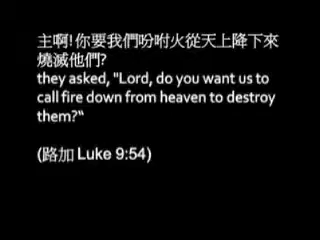 主啊!你要我們吩咐火從天上降下來
燒滅他們?
they asked, "Lord, do you want us to
call fire down from heaven to destroy
them?“
(路加 Luke 9:54)